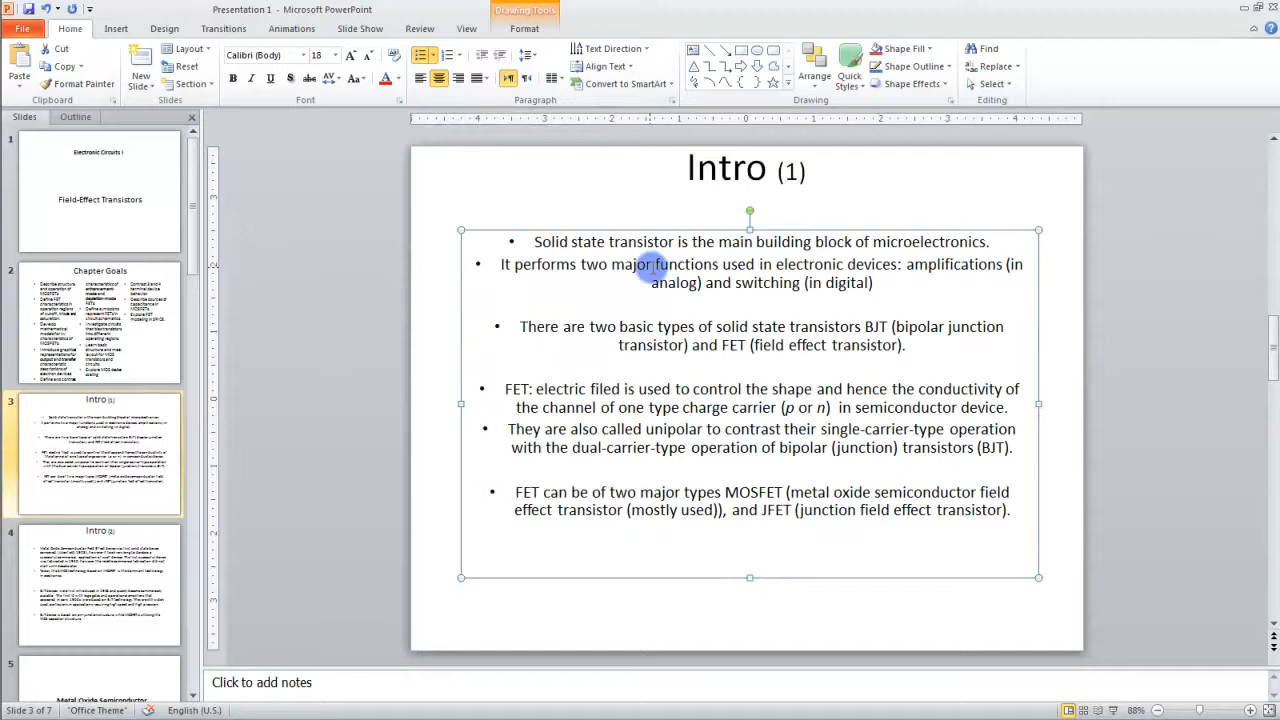 Presentation 1 - Microsoft PowerPoint
Drawing Tools
File Home Insert Design Transitions Animations Slide Show Review View Format
Paste
Cut
Copy
Format Painter
Clipboard
New Slide
Layout
Reset
Section
Slides
Calibri (Body) 18
Font
Text Direction
Align Text
Convert to SmartArt
Paragraph
Arrange
Quick Styles
Shape Fill
Shape Outline
Shape Effects
Drawing
Find
Replace
Select
Editing
Slides Outline
1
Electronic Circuits I
Field-Effect Transistors
2
Chapter Goals
3
Intro (1)
4
Intro (2)
5
Metal Oxide Semiconductor
Intro (1)
• Solid state transistor is the main building block of microelectronics.
• It performs two major functions used in electronic devices: amplifications (in
analog) and switching (in digital)
• There are two basic types of solid state transistors BJT (bipolar junction
transistor) and FET (field effect transistor).
• FET: electric filed is used to control the shape and hence the conductivity of
the channel of one type charge carrier (p or n) in semiconductor device.
• They are also called unipolar to contrast their single-carrier-type operation
with the dual-carrier-type operation of bipolar (junction) transistors (BJT).
• FET can be of two major types MOSFET (metal oxide semiconductor field
effect transistor (mostly used)), and JFET (junction field effect transistor).
Click to add notes
Slide 3 of 7 "Office Theme" English (U.S.) 88%